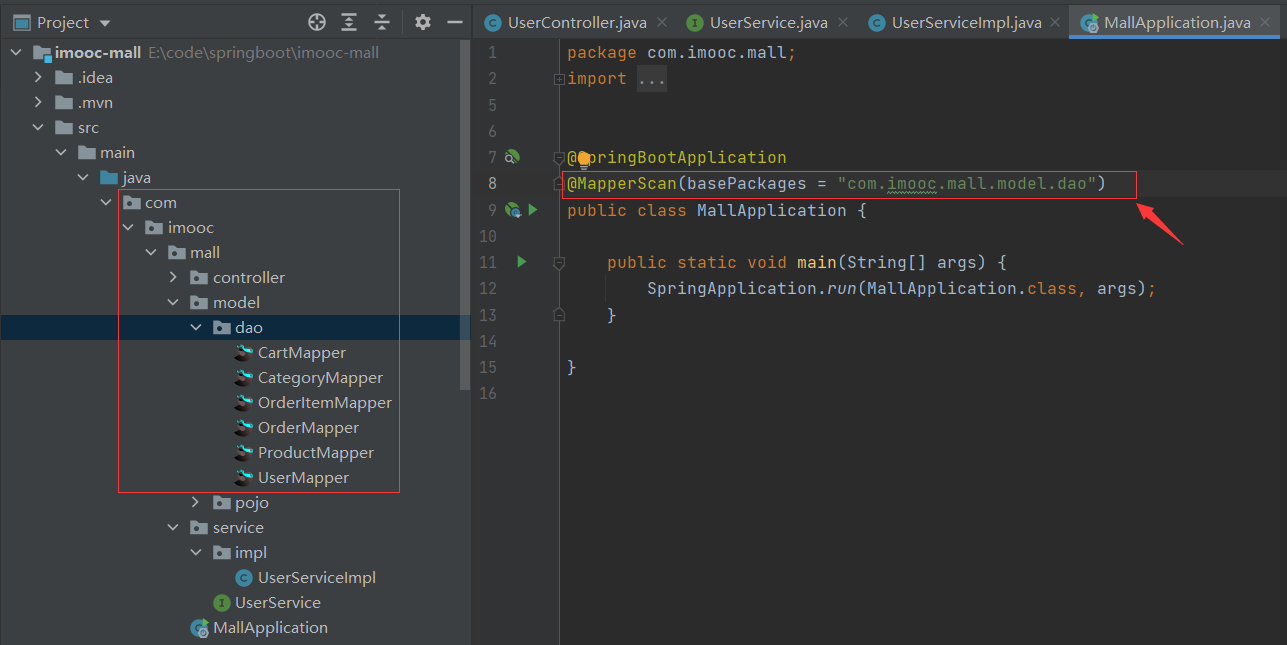 Project
imooc-mall E:\code\springboot\imooc-mall
.idea
.mvn
src
main
java
com
imooc
mall
controller
model
dao
CartMapper
CategoryMapper
OrderItemMapper
OrderMapper
ProductMapper
UserMapper
pojo
service
impl
UserServiceImpl
UserService
MallApplication
UserController.java UserService.java UserServiceImpl.java MallApplication.java
1 package com.imooc.mall;
2 import ...
5
6
7 @SpringBootApplication
8 @MapperScan(basePackages = "com.imooc.mall.model.dao")
9 public class MallApplication {
10
11 public static void main(String[] args) {
12 SpringApplication.run(MallApplication.class, args);
13 }
14
15 }
16